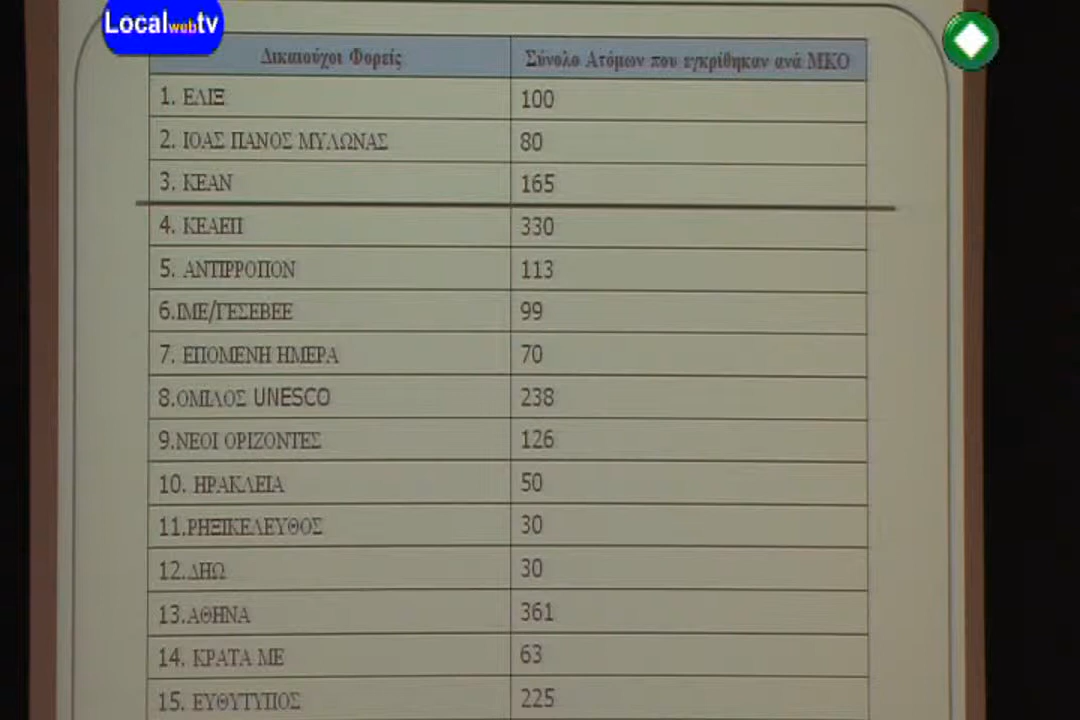 Localwebtv
Δικαιούχοι Φορείς Σύνολο Ατόμων που εγκρίθηκαν ανά ΜΚΟ
1. ΕΛΙΞ 100
2. ΙΟΑΣ ΠΑΝΟΣ ΜΥΛΩΝΑΣ 80
3. ΚΕΑΝ 165
4. ΚΕΑΕΠ 330
5. ΑΝΤΙΡΡΟΠΟΝ 113
6.ΙΜΕ/ΓΕΣΕΒΕΕ 99
7. ΕΠΟΜΕΝΗ ΗΜΕΡΑ 70
8.ΟΜΙΛΟΣ UNESCO 238
9.ΝΕΟΙ ΟΡΙΖΟΝΤΕΣ 126
10. ΗΡΑΚΛΕΙΑ 50
11.ΡΗΞΙΚΕΛΕΥΘΟΣ 30
12.ΔΗΩ 30
13.ΑΘΗΝΑ 361
14. ΚΡΑΤΑ ΜΕ 63
15. ΕΥΘΥΤΥΠΟΣ 225